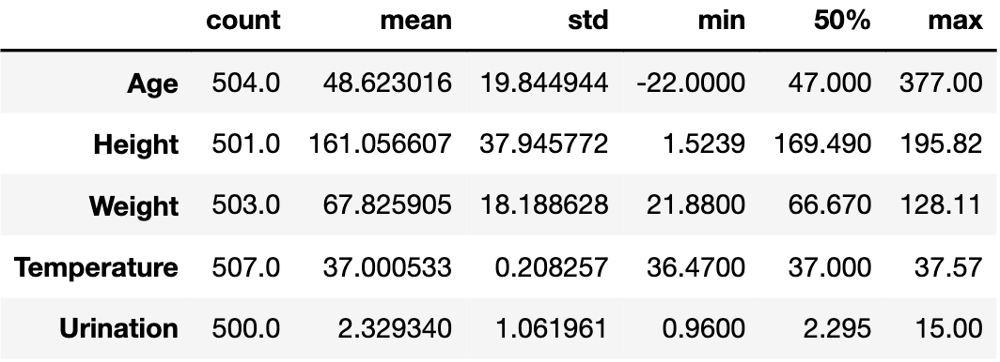 count mean std min 50% max
Age 504.0 48.623016 19.844944 -22.0000 47.000 377.00
Height 501.0 161.056607 37.945772 1.5239 169.490 195.82
Weight 503.0 67.825905 18.188628 21.8800 66.670 128.11
Temperature 507.0 37.000533 0.208257 36.4700 37.000 37.57
Urination 500.0 2.329340 1.061961 0.9600 2.295 15.00